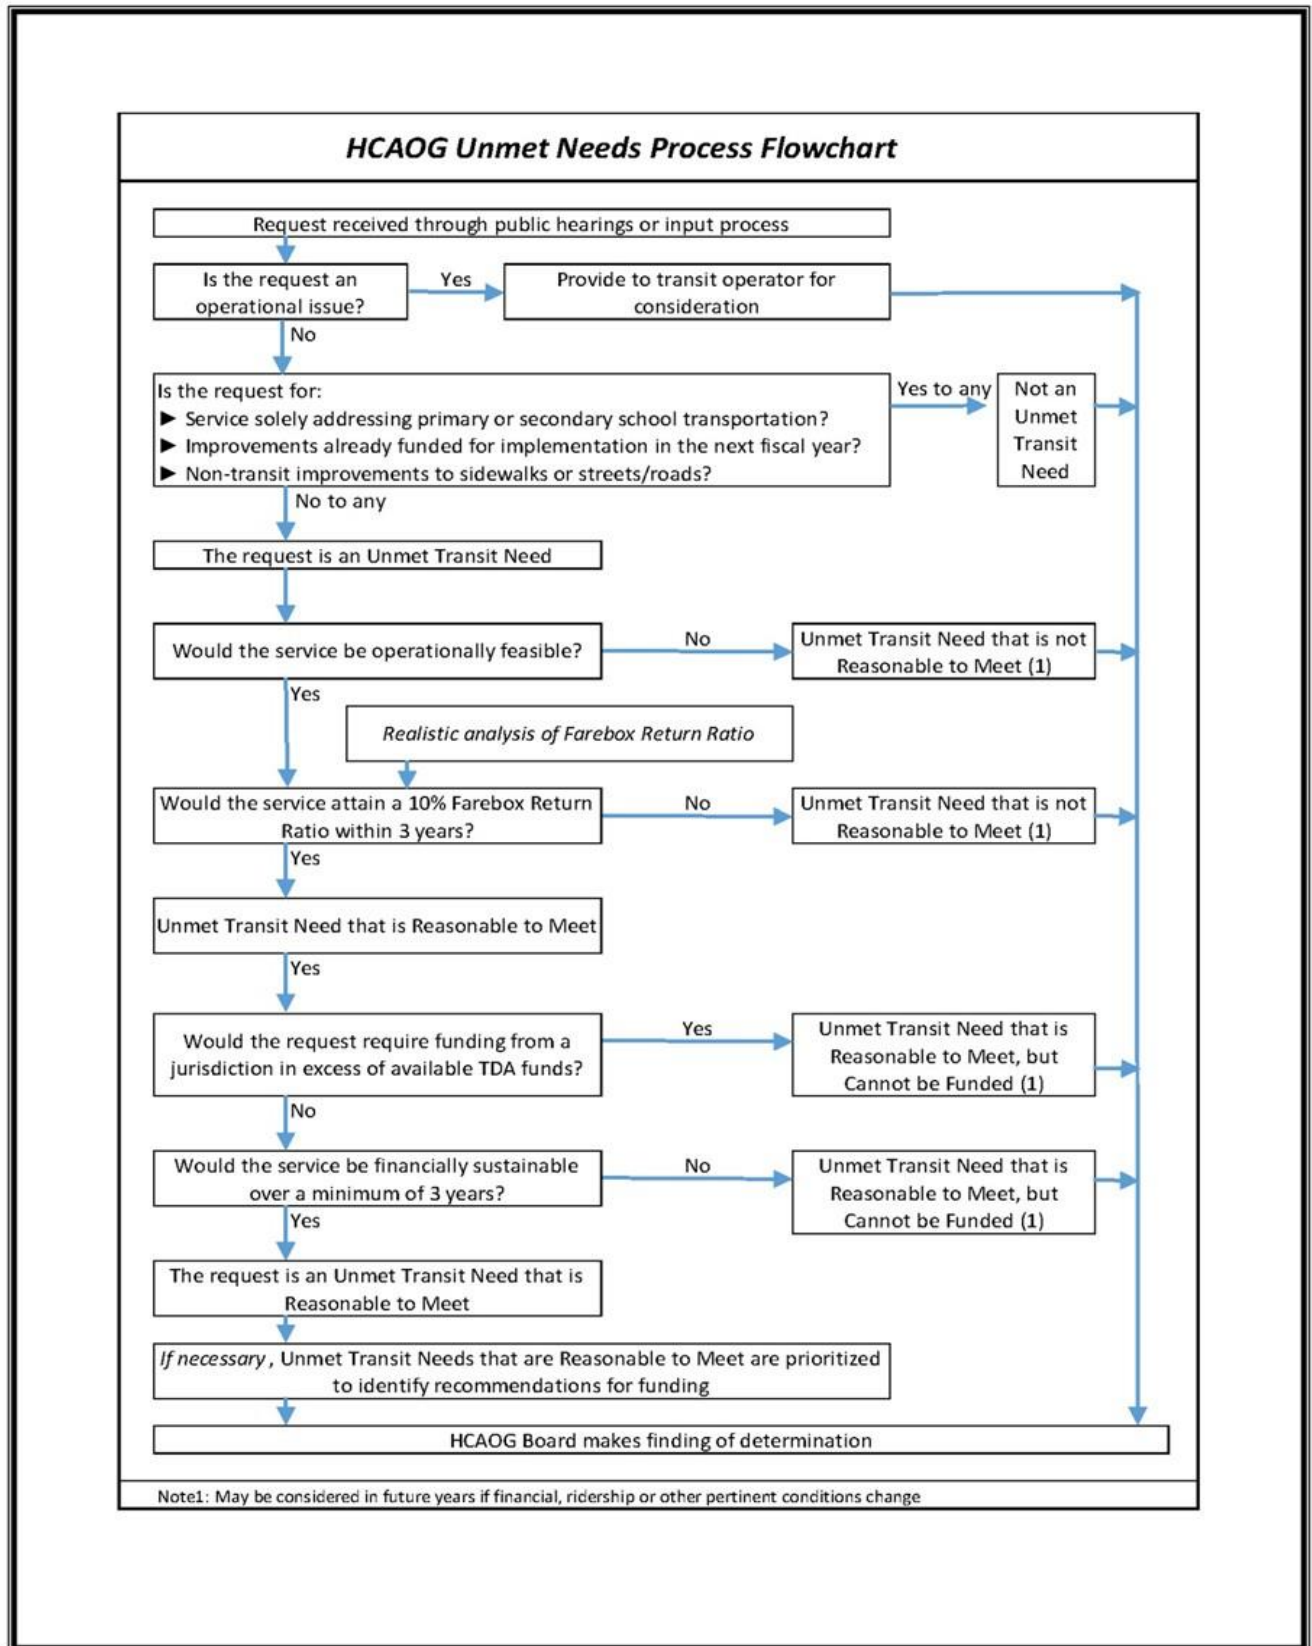 HCAOG Unmet Needs Process Flowchart
Request received through public hearings or input process
Is the request an
operational issue?
Yes
Provide to transit operator for
consideration
No
Is the request for:
► Service solely addressing primary or secondary school transportation?
► Improvements already funded for implementation in the next fiscal year?
► Non-transit improvements to sidewalks or streets/roads?
Yes to any
Not an
Unmet
Transit
Need
No to any
The request is an Unmet Transit Need
Would the service be operationally feasible?
No
Unmet Transit Need that is not
Reasonable to Meet (1)
Yes
Realistic analysis of Farebox Return Ratio
Would the service attain a 10% Farebox Return
Ratio within 3 years?
No
Unmet Transit Need that is not
Reasonable to Meet (1)
Yes
Unmet Transit Need that is Reasonable to Meet
Yes
Would the request require funding from a
jurisdiction in excess of available TDA funds?
Yes
Unmet Transit Need that is
Reasonable to Meet, but
Cannot be Funded (1)
No
Would the service be financially sustainable
over a minimum of 3 years?
No
Unmet Transit Need that is
Reasonable to Meet, but
Cannot be Funded (1)
Yes
The request is an Unmet Transit Need that is
Reasonable to Meet
If necessary, Unmet Transit Needs that are Reasonable to Meet are prioritized
to identify recommendations for funding
HCAOG Board makes finding of determination
Note1: May be considered in future years if financial, ridership or other pertinent conditions change